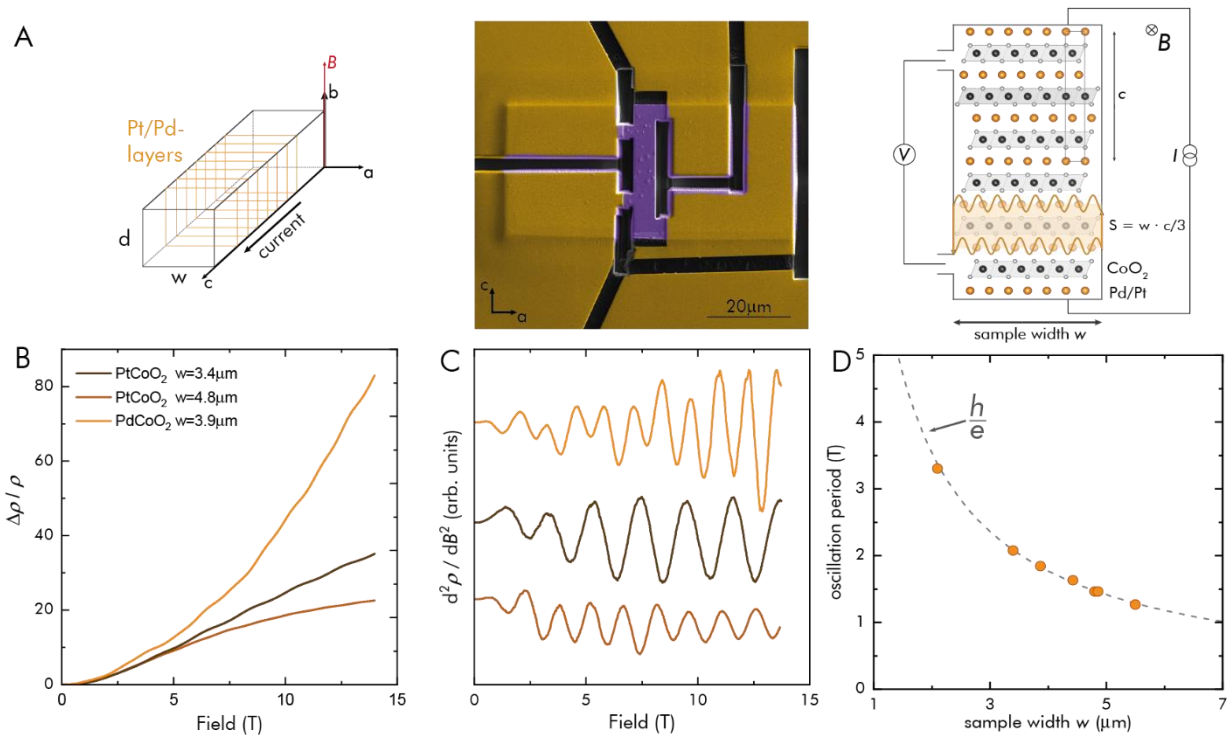 A
B
b
Pt/Pd-
layers
a
current
d
w
c
c
a
20μm
B
c
V
I
S = w · c/3
CoO₂
Pd/Pt
sample width w
B
PtCoO₂ w=3.4μm
PtCoO₂ w=4.8μm
PdCoO₂ w=3.9μm
Δρ / ρ
80
60
40
20
0
0
5
10
15
Field (T)
C
d²ρ / dB² (arb. units)
0
5
10
15
Field (T)
D
h
e
oscillation period (T)
5
4
3
2
1
0
1
3
5
7
sample width w (μm)